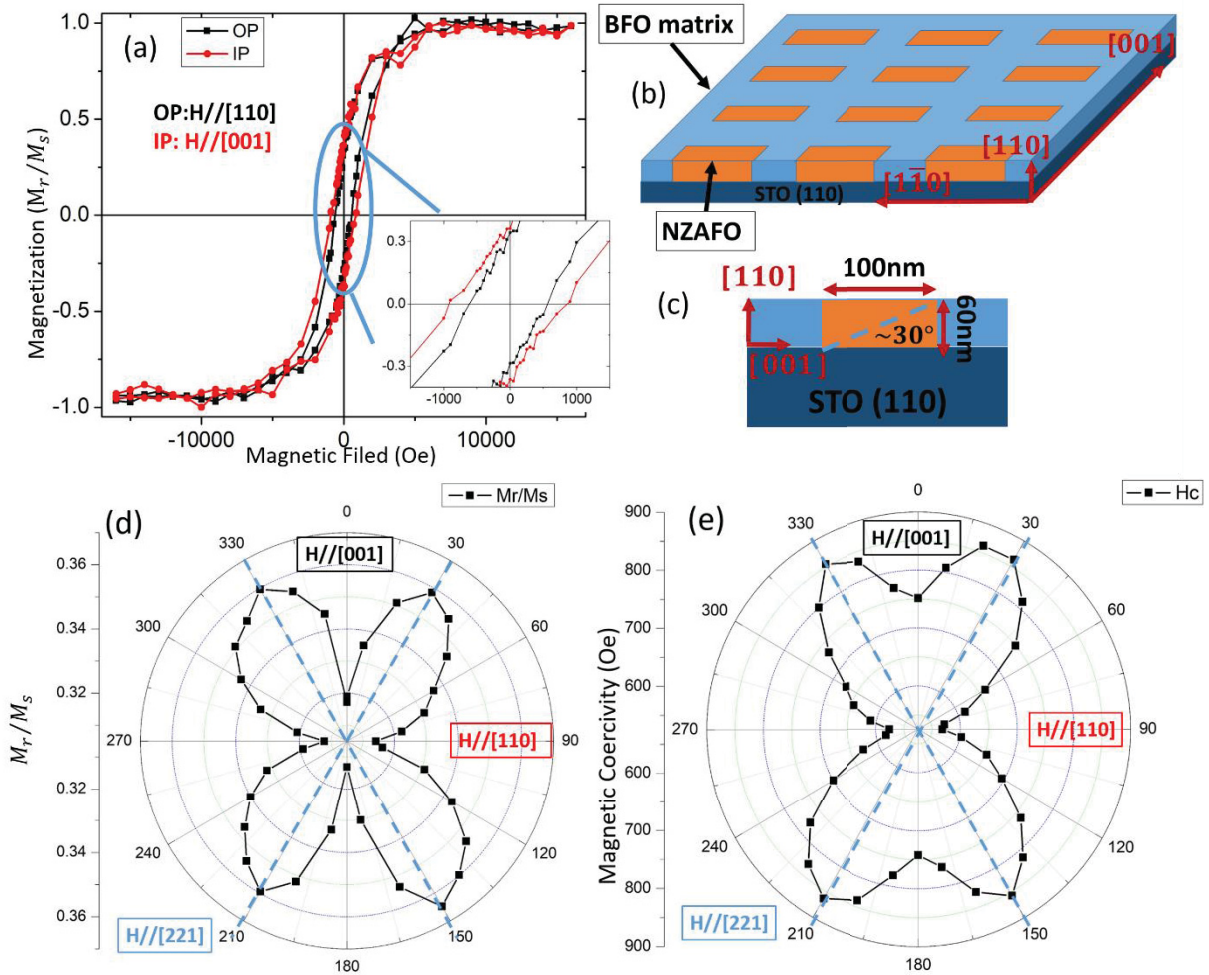 (a)
OP
IP
OP:H//[110]
IP: H//[001]
Magnetization (Mr/Ms)
1.0
0.5
0.0
-0.5
-1.0
0.3
0.0
-0.3
-1000
0
1000
-10000
0
10000
Magnetic Filed (Oe)
BFO matrix
(b)
[001]
[110]
[11̅0]
STO (110)
NZAFO
(c)
100nm
[110]
60nm
~30°
[001]
STO (110)
(d)
Mr/Ms
0
H//[001]
330
30
300
60
270
H//[110]
90
240
120
H//[221]
210
150
180
0.36
0.34
0.32
0.32
0.34
0.36
Mr/Ms
(e)
Hc
0
H//[001]
330
30
300
60
270
H//[110]
90
240
120
H//[221]
210
150
180
900
850
800
700
600
600
700
800
900
Magnetic Coercivity (Oe)